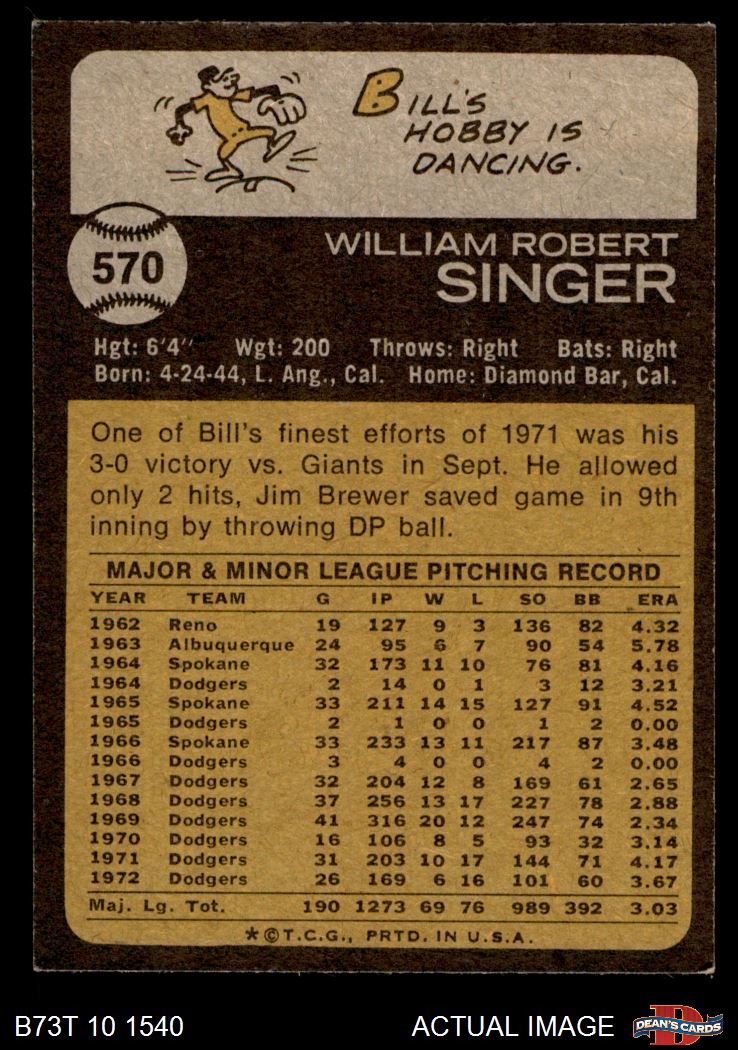 BILL'S
HOBBY IS
DANCING.
570
WILLIAM ROBERT
SINGER
Hgt: 6'4" Wgt: 200 Throws: Right Bats: Right
Born: 4-24-44, L. Ang., Cal. Home: Diamond Bar, Cal.
One of Bill's finest efforts of 1971 was his
3-0 victory vs. Giants in Sept. He allowed
only 2 hits, Jim Brewer saved game in 9th
inning by throwing DP ball.
MAJOR & MINOR LEAGUE PITCHING RECORD
YEAR TEAM G IP W L SO BB ERA
1962 Reno 19 127 9 3 136 82 4.32
1963 Albuquerque 24 95 6 7 90 54 5.78
1964 Spokane 32 173 11 10 76 81 4.16
1964 Dodgers 2 14 0 1 3 12 3.21
1965 Spokane 33 211 14 15 127 91 4.52
1965 Dodgers 2 1 0 0 1 2 0.00
1966 Spokane 33 233 13 11 217 87 3.48
1966 Dodgers 3 4 0 0 4 2 0.00
1967 Dodgers 32 204 12 8 169 61 2.65
1968 Dodgers 37 256 13 17 227 78 2.88
1969 Dodgers 41 316 20 12 247 74 2.34
1970 Dodgers 16 106 8 5 93 32 3.14
1971 Dodgers 31 203 10 17 144 71 4.17
1972 Dodgers 26 169 6 16 101 60 3.67
Maj. Lg. Tot. 190 1273 69 76 989 392 3.03
*©T.C.G., PRTD. IN U.S.A.
B73T 10 1540 ACTUAL IMAGE DEAN'S CARDS